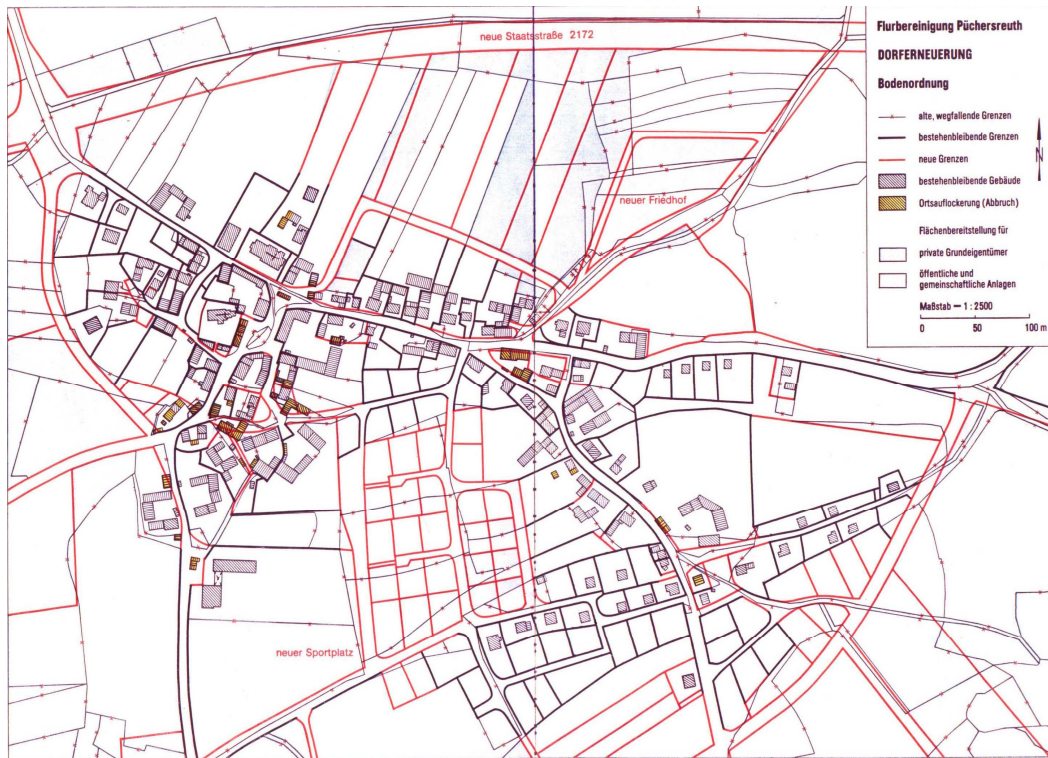 neue Staatsstraße 2172
neuer Friedhof
neuer Sportplatz
Flurbereinigung Püchersreuth
DORFERNEUERUNG
Bodenordnung
alte, wegfallende Grenzen
bestehenbleibende Grenzen
neue Grenzen
bestehenbleibende Gebäude
Ortsauflockerung (Abbruch)
Flächenbereitstellung für
private Grundeigentümer
öffentliche und
gemeinschaftliche Anlagen
Maßstab — 1 : 2500
0 50 100 m
N